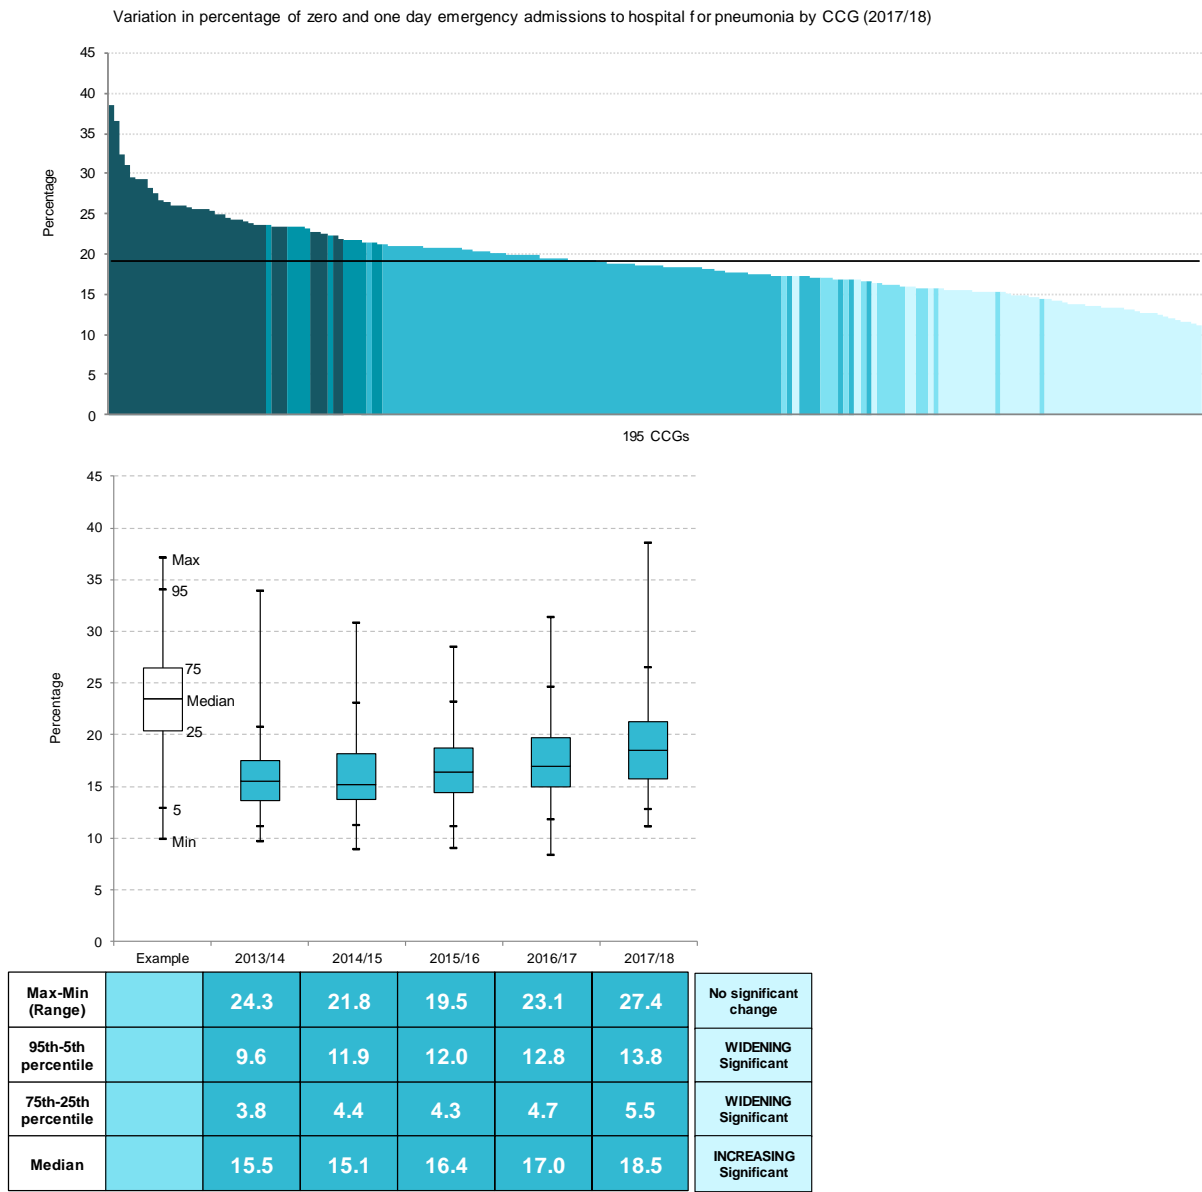 Variation in percentage of zero and one day emergency admissions to hospital for pneumonia by CCG (2017/18)
45
40
35
30
25
20
15
10
5
0
Percentage
195 CCGs
45
40
35
30
25
20
15
10
5
0
Percentage
Max
95
75
Median
25
5
Min
Example 2013/14 2014/15 2015/16 2016/17 2017/18
Max-Min
(Range)
24.3 21.8 19.5 23.1 27.4
No significant
change
95th-5th
percentile
9.6 11.9 12.0 12.8 13.8
WIDENING
Significant
75th-25th
percentile
3.8 4.4 4.3 4.7 5.5
WIDENING
Significant
Median
15.5 15.1 16.4 17.0 18.5
INCREASING
Significant